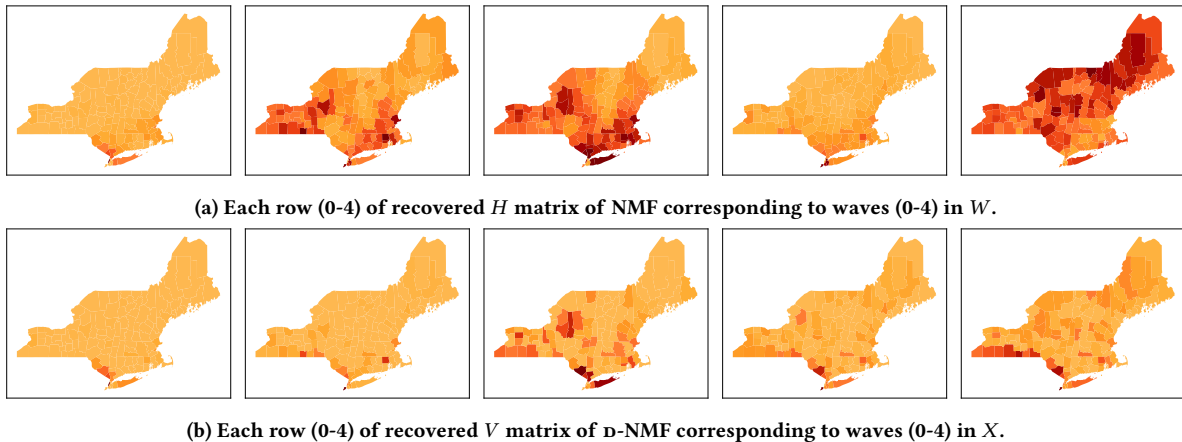 (a) Each row (0-4) of recovered H matrix of NMF corresponding to waves (0-4) in W.
(b) Each row (0-4) of recovered V matrix of D-NMF corresponding to waves (0-4) in X.